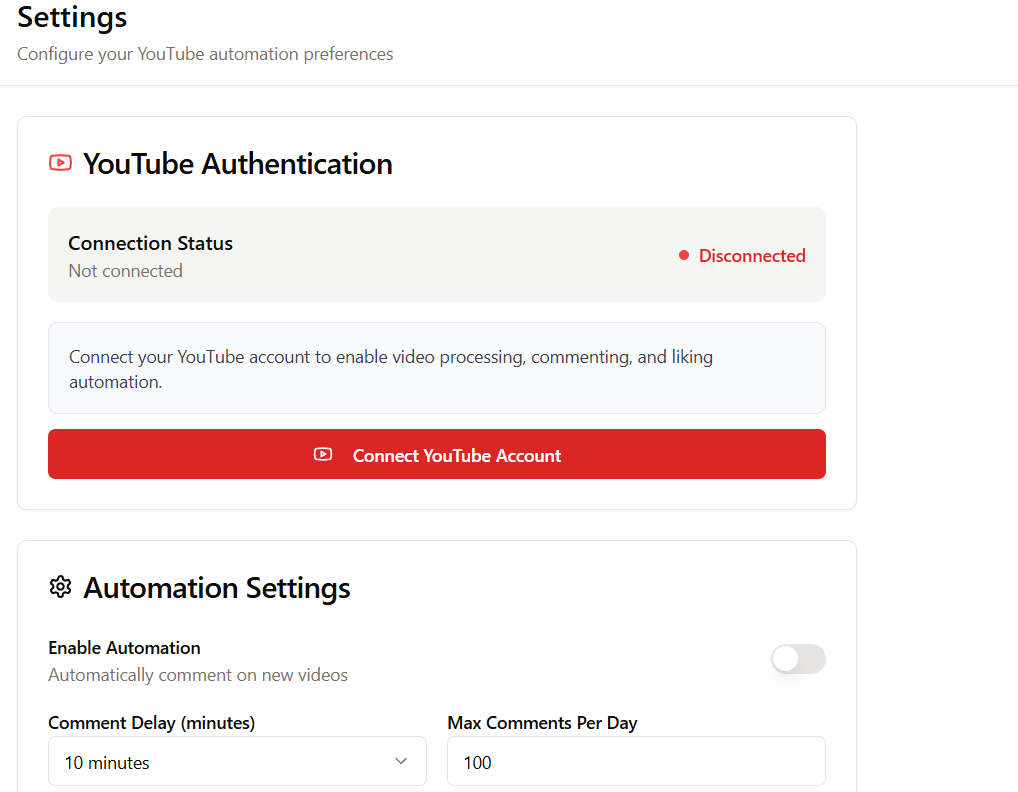 Settings
Configure your YouTube automation preferences
YouTube Authentication
Connection Status
Not connected
Disconnected
Connect your YouTube account to enable video processing, commenting, and liking
automation.
Connect YouTube Account
Automation Settings
Enable Automation
Automatically comment on new videos
Comment Delay (minutes)
10 minutes
Max Comments Per Day
100